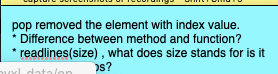 pop removed the element with index value.
* Difference between method and function?
* readlines(size) , what does size stands for is it